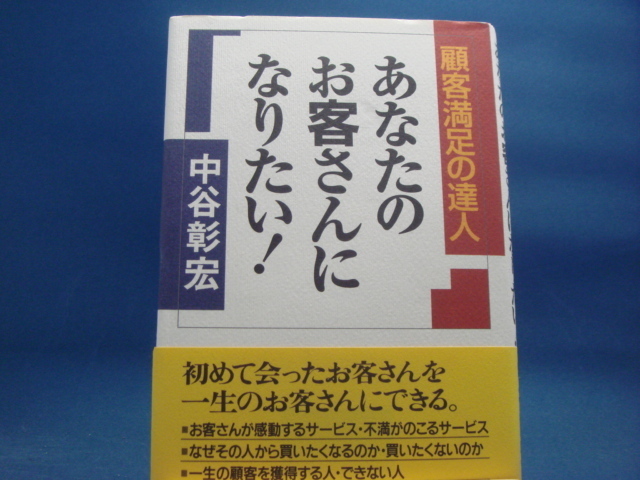 顧客満足の達人
あなたの
お客さんに
なりたい!
中谷彰宏
初めて会ったお客さんを
一生のお客さんにできる。
■お客さんが感動するサービス・不満がのこるサービス
■なぜその人から買いたくなるのか・買いたくないのか
■一生の顧客を獲得する人・できない人